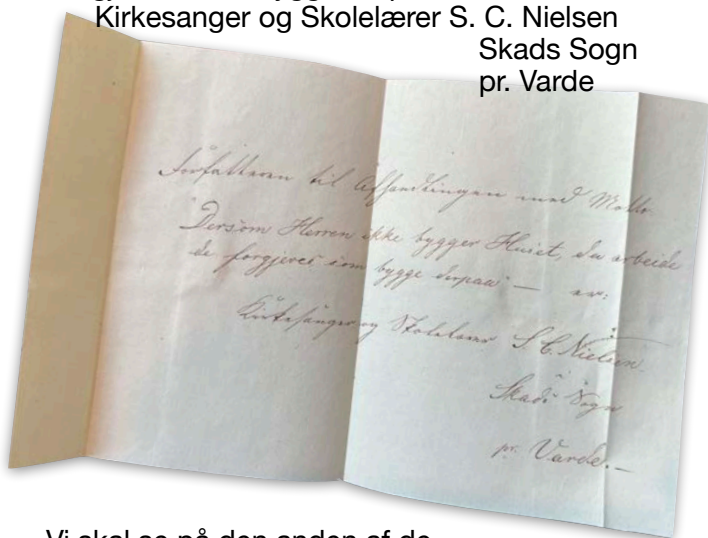 Kirkesanger og Skolelærer S. C. Nielsen
Skads Sogn
pr. Varde
Forfatteren til Afhandlingen med Motto
"Dersom Herren ikke bygger Huset, da arbeide
de forgjeves som bygge derpaa" — er:
Kirkesanger og Skolelærer S. C. Nielsen
Skads Sogn
pr. Varde.—
Vi skal se på den anden af de